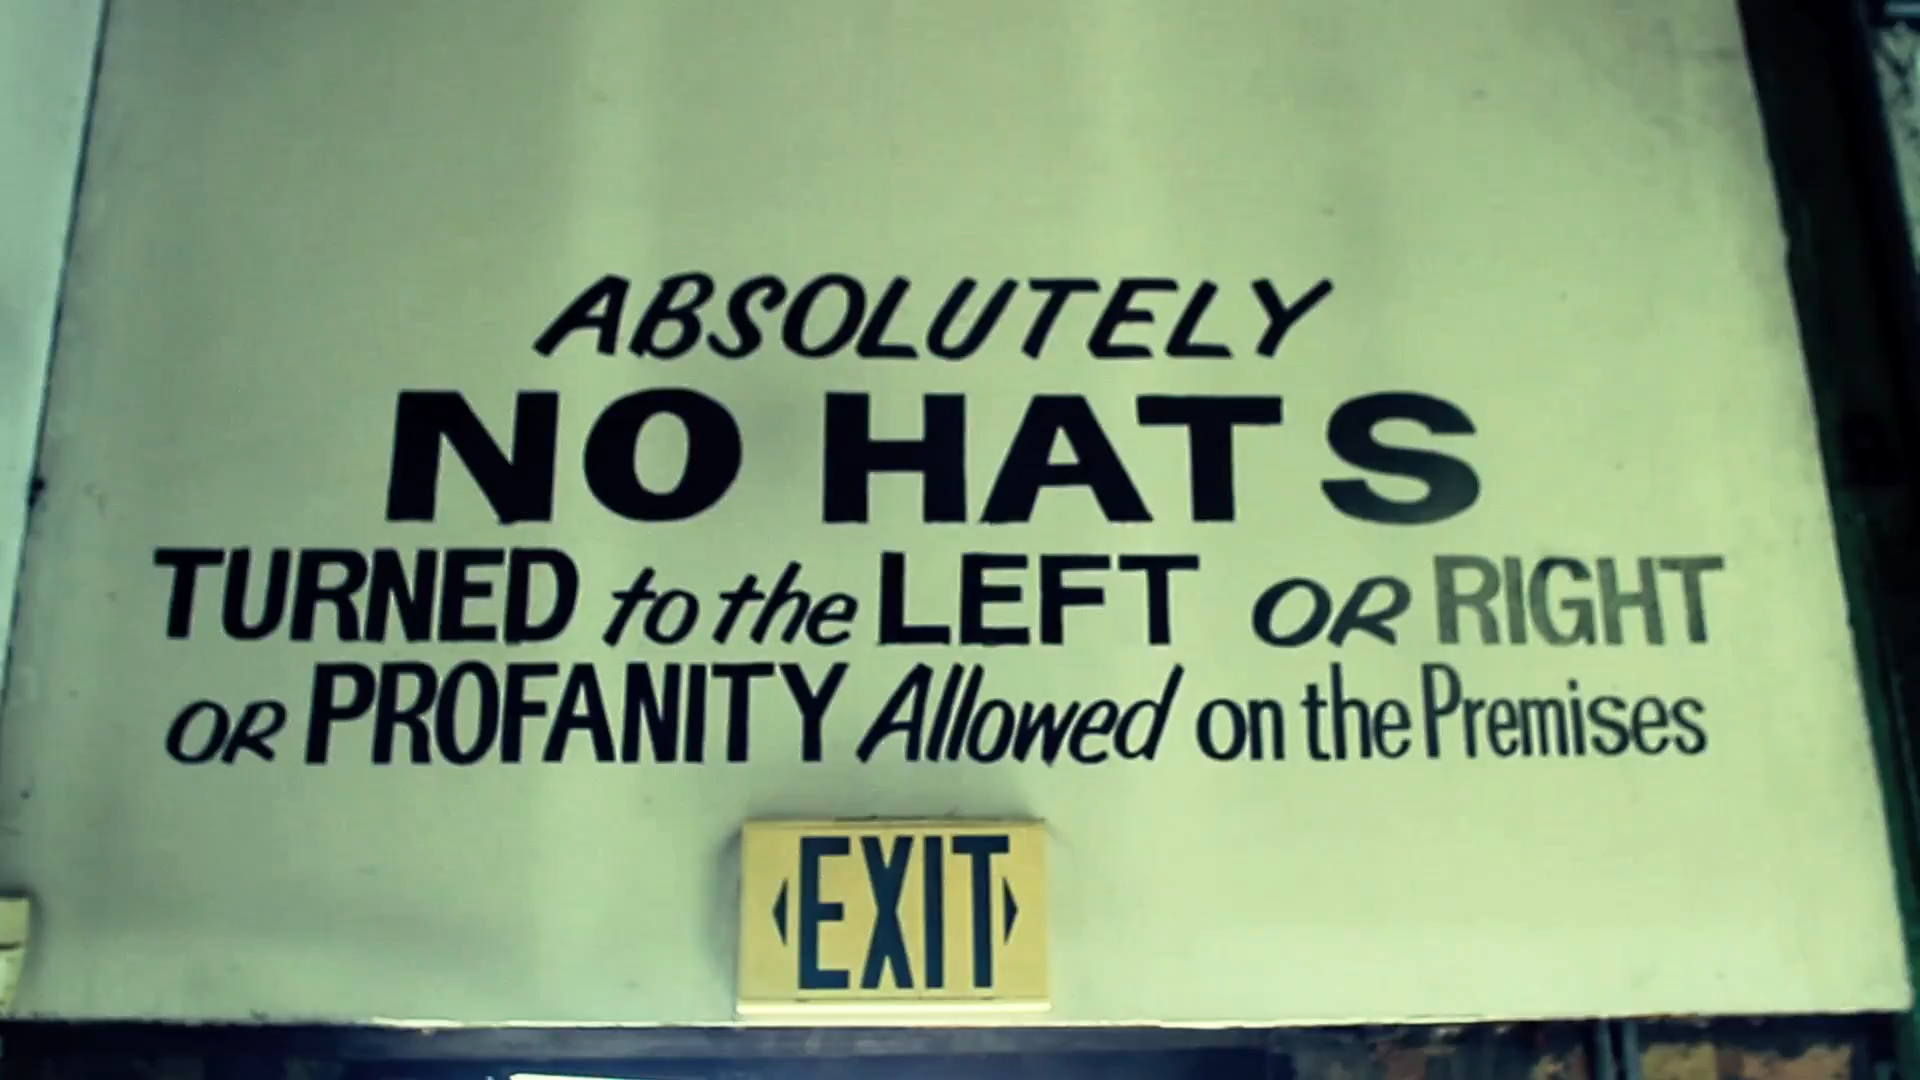 ABSOLUTELY
NO HATS
TURNED to the LEFT OR RIGHT
OR PROFANITY Allowed on the Premises
EXIT